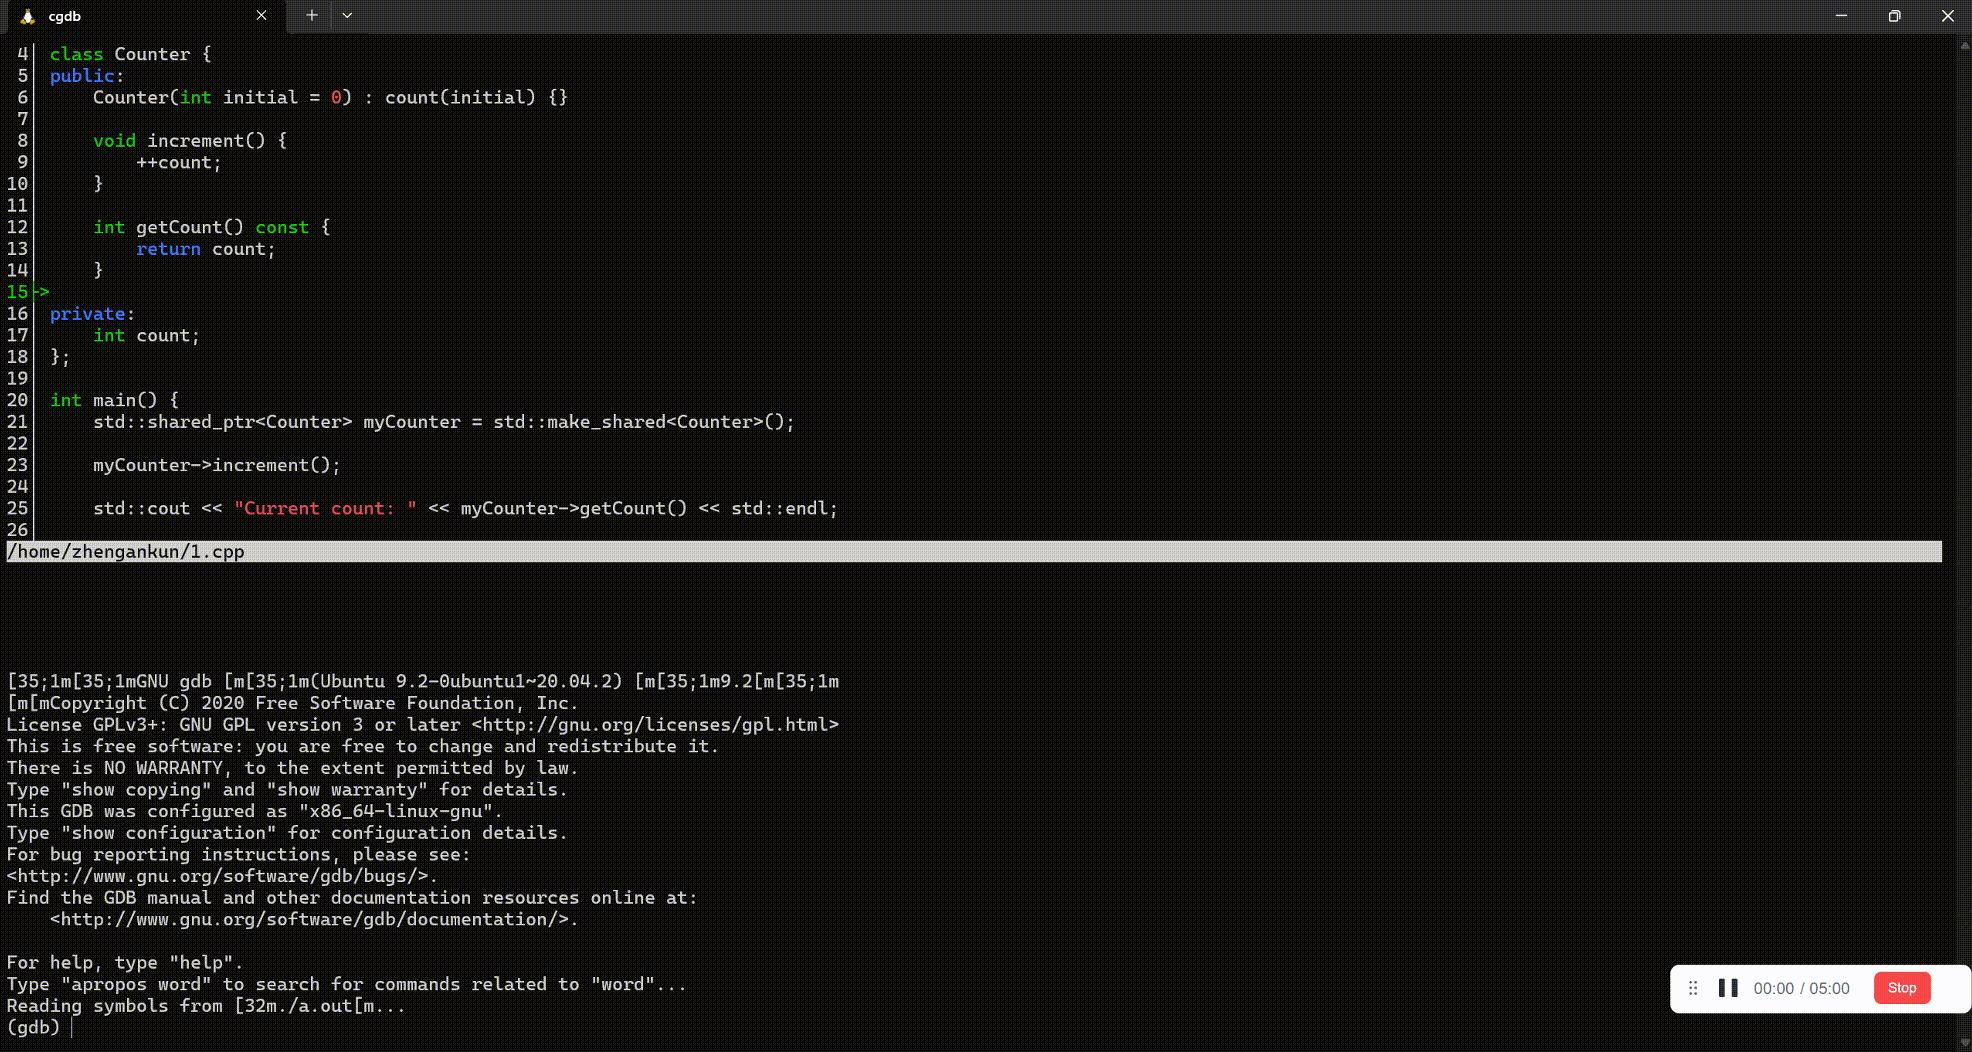 cgdb
4 class Counter {
5 public:
6     Counter(int initial = 0) : count(initial) {}
7
8     void increment() {
9         ++count;
10     }
11
12     int getCount() const {
13         return count;
14     }
15->
16 private:
17     int count;
18 };
19
20 int main() {
21     std::shared_ptr<Counter> myCounter = std::make_shared<Counter>();
22
23     myCounter->increment();
24
25     std::cout << "Current count: " << myCounter->getCount() << std::endl;
26
/home/zhengankun/1.cpp
[35;1m[35;1mGNU gdb [m[35;1m(Ubuntu 9.2-0ubuntu1~20.04.2) [m[35;1m9.2[m[35;1m
[m[mCopyright (C) 2020 Free Software Foundation, Inc.
License GPLv3+: GNU GPL version 3 or later <http://gnu.org/licenses/gpl.html>
This is free software: you are free to change and redistribute it.
There is NO WARRANTY, to the extent permitted by law.
Type "show copying" and "show warranty" for details.
This GDB was configured as "x86_64-linux-gnu".
Type "show configuration" for configuration details.
For bug reporting instructions, please see:
<http://www.gnu.org/software/gdb/bugs/>.
Find the GDB manual and other documentation resources online at:
    <http://www.gnu.org/software/gdb/documentation/>.
For help, type "help".
Type "apropos word" to search for commands related to "word"...
Reading symbols from [32m./a.out[m...
(gdb)
00:00 / 05:00 Stop